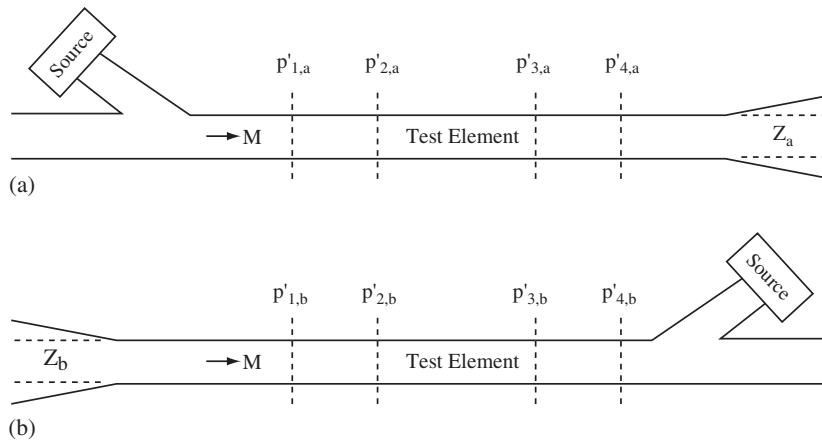 Source
p'1,a p'2,a p'3,a p'4,a
M Test Element Za
(a)
Source
p'1,b p'2,b p'3,b p'4,b
Zb M Test Element
(b)